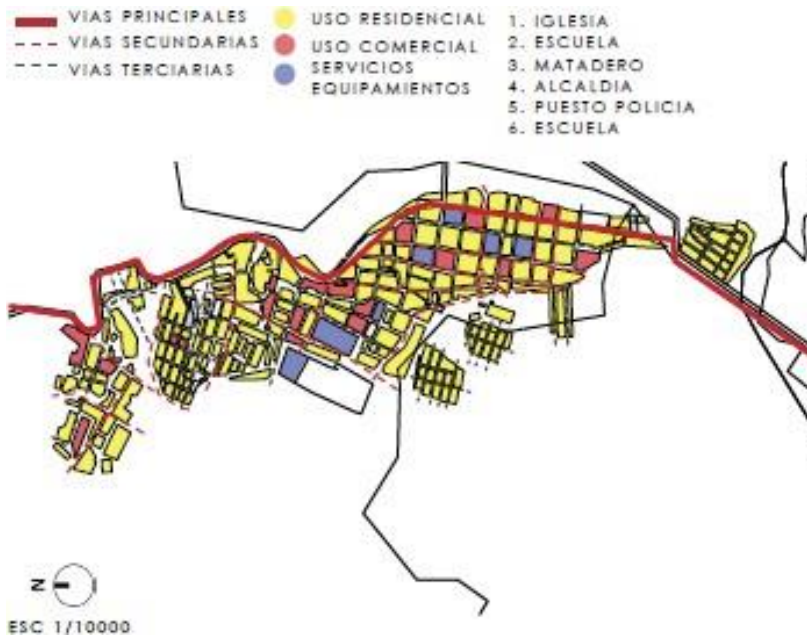 VIAS PRINCIPALES
VIAS SECUNDARIAS
VIAS TERCIARIAS
USO RESIDENCIAL
USO COMERCIAL
SERVICIOS
EQUIPAMIENTOS
1. IGLESIA
2. ESCUELA
3. MATADERO
4. ALCALDIA
5. PUESTO POLICIA
6. ESCUELA
N
ESC 1/10000